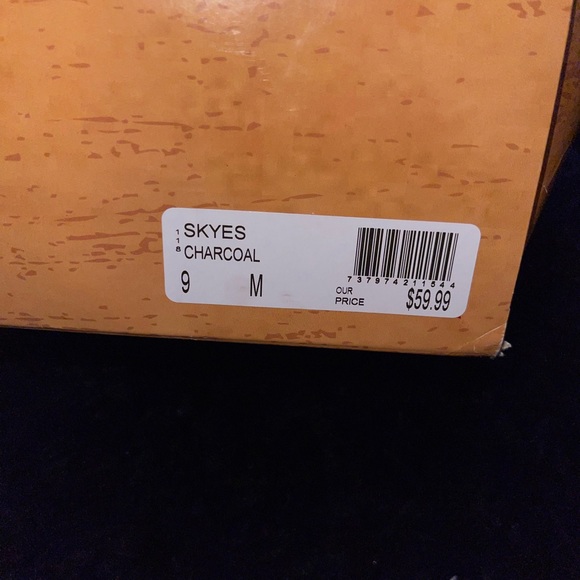 118
SKYES
CHARCOAL
9 M
737974211544
OUR
PRICE $59.99